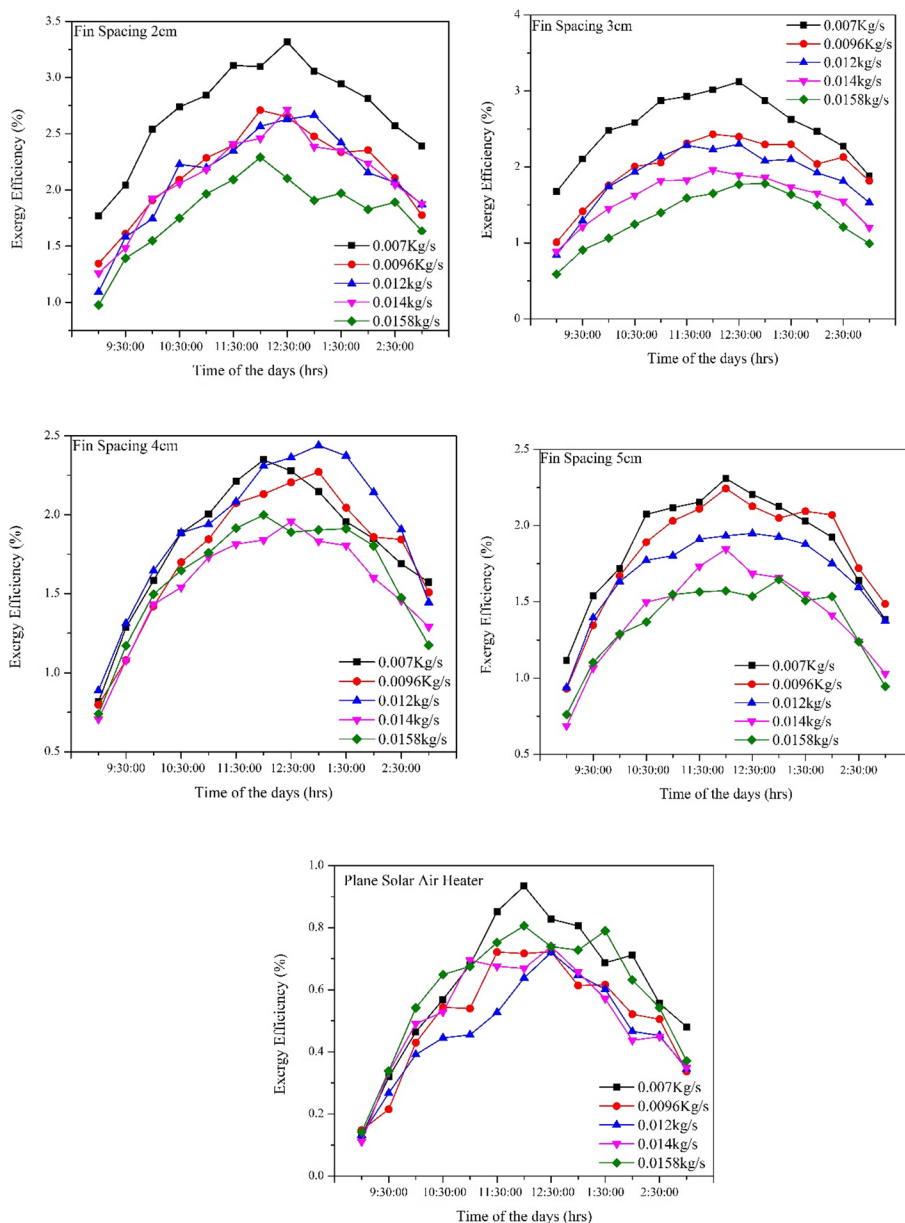 Fin Spacing 2cm
3.5
3.0
2.5
2.0
1.5
1.0
Exergy Efficiency (%)
0.007Kg/s
0.0096Kg/s
0.012kg/s
0.014kg/s
0.0158kg/s
9:30:00 10:30:00 11:30:00 12:30:00 1:30:00 2:30:00
Time of the days (hrs)
Fin Spacing 3cm
4
3
2
1
0
Exergy Efficiency (%)
0.007Kg/s
0.0096Kg/s
0.012kg/s
0.014kg/s
0.0158kg/s
9:30:00 10:30:00 11:30:00 12:30:00 1:30:00 2:30:00
Time of the days (hrs)
Fin Spacing 4cm
2.5
2.0
1.5
1.0
0.5
Exergy Efficiency (%)
0.007Kg/s
0.0096Kg/s
0.012kg/s
0.014kg/s
0.0158kg/s
9:30:00 10:30:00 11:30:00 12:30:00 1:30:00 2:30:00
Time of the days (hrs)
Fin Spacing 5cm
2.5
2.0
1.5
1.0
0.5
Exergy Efficiency (%)
0.007Kg/s
0.0096Kg/s
0.012kg/s
0.014kg/s
0.0158kg/s
9:30:00 10:30:00 11:30:00 12:30:00 1:30:00 2:30:00
Time of the days (hrs)
Plane Solar Air Heater
1.0
0.8
0.6
0.4
0.2
0.0
Exergy Efficiency (%)
0.007Kg/s
0.0096Kg/s
0.012kg/s
0.014kg/s
0.0158kg/s
9:30:00 10:30:00 11:30:00 12:30:00 1:30:00 2:30:00
Time of the days (hrs)